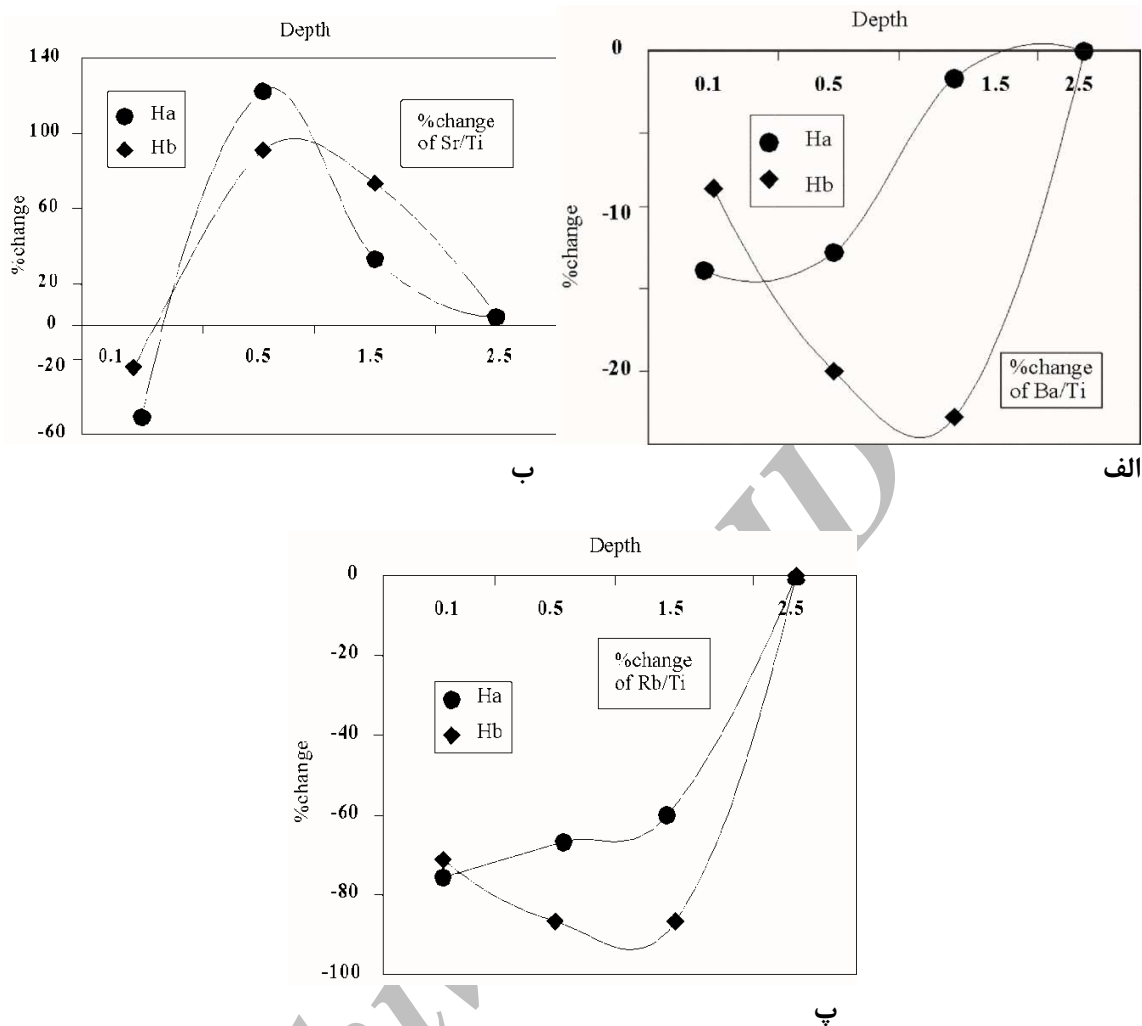 Depth
140
100
60
20
0
-20
-60
%change
0.1 0.5 1.5 2.5
Ha
Hb
%change
of Sr/Ti
ب
Depth
0
-10
-20
%change
0.1 0.5 1.5 2.5
Ha
Hb
%change
of Ba/Ti
الف
Depth
0
-20
-40
-60
-80
-100
%change
0.1 0.5 1.5 2.5
Ha
Hb
%change
of Rb/Ti
پ